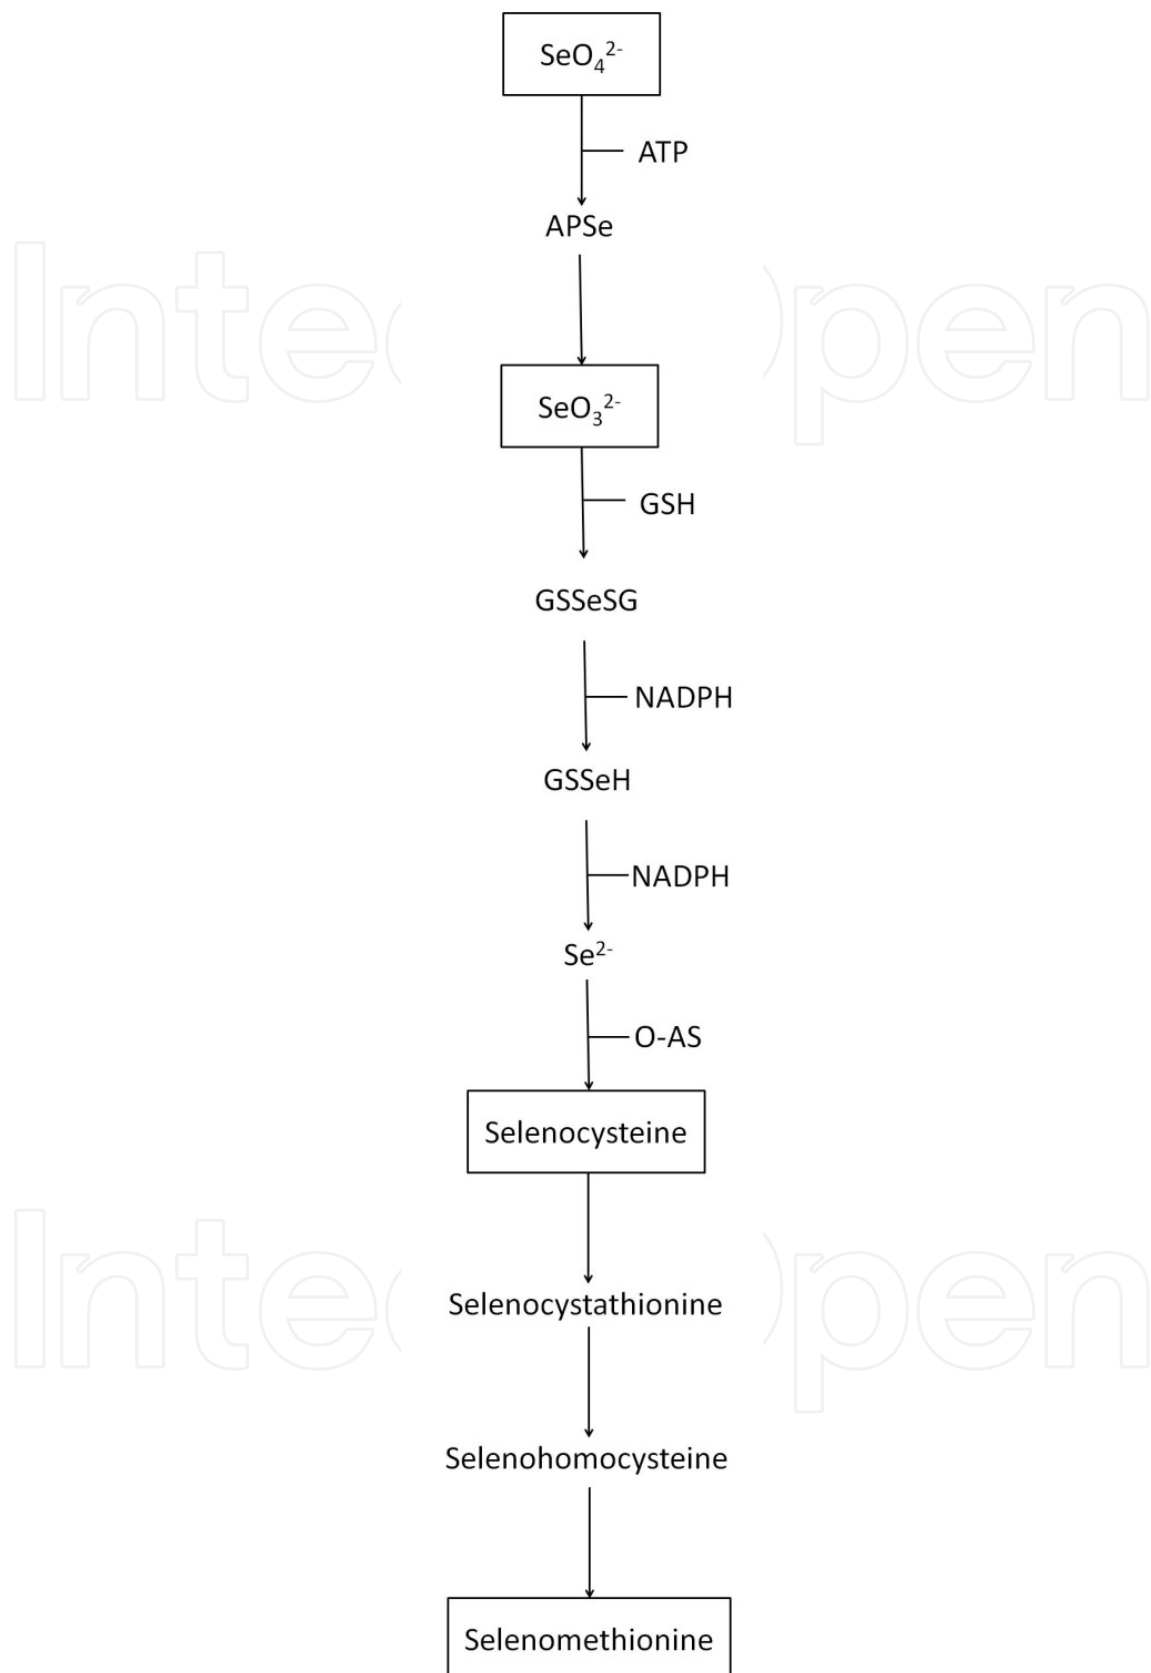 SeO₄²⁻
ATP
APSe
SeO₃²⁻
GSH
GSSeSG
NADPH
GSSeH
NADPH
Se²⁻
O-AS
Selenocysteine
Selenocystathionine
Selenohomocysteine
Selenomethionine